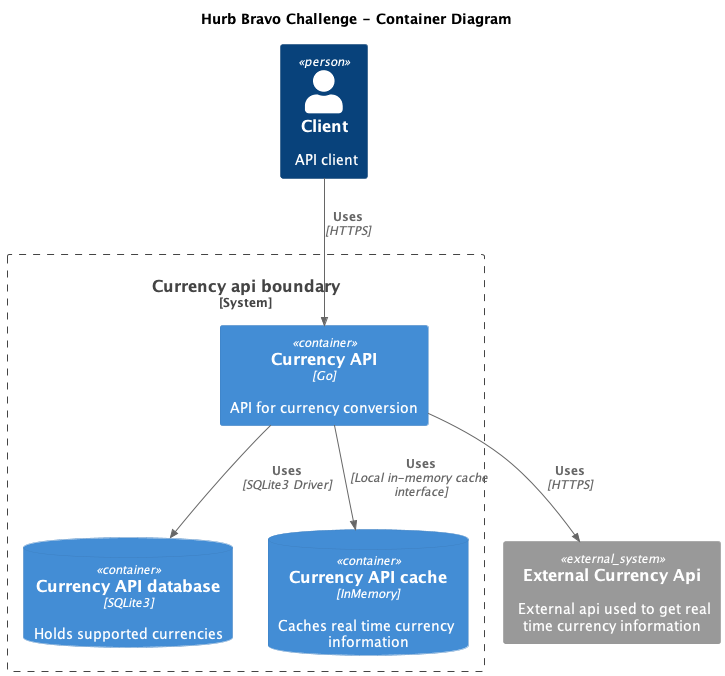 Hurb Bravo Challenge - Container Diagram
«person»
Client
API client
Uses
[HTTPS]
Currency api boundary
[System]
«container»
Currency API
[Go]
API for currency conversion
Uses
[SQLite3 Driver]
Uses
[Local in-memory cache
interface]
Uses
[HTTPS]
«container»
Currency API database
[SQLite3]
Holds supported currencies
«container»
Currency API cache
[InMemory]
Caches real time currency
information
«external_system»
External Currency Api
External api used to get real
time currency information